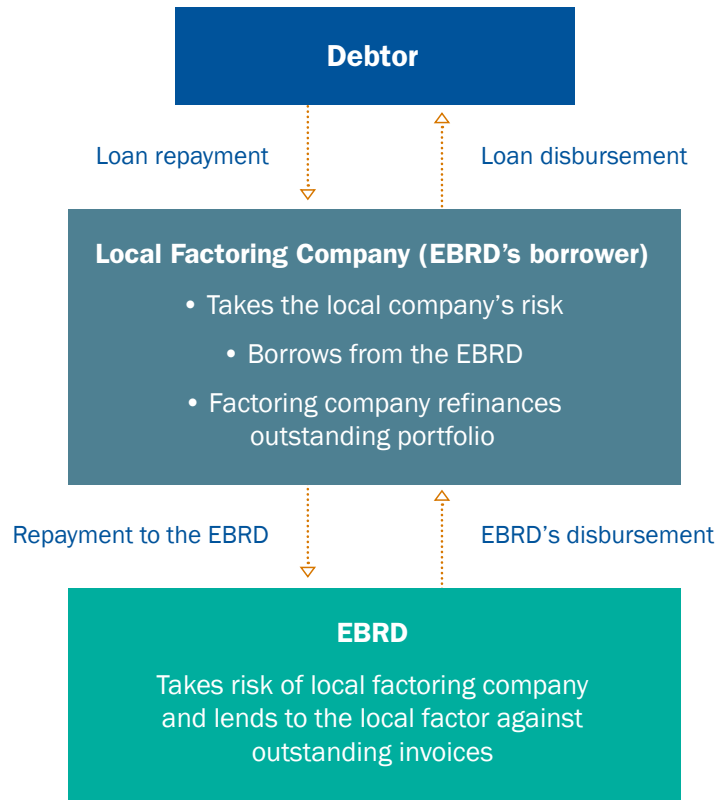 Debtor
Loan repayment
Loan disbursement
Local Factoring Company (EBRD’s borrower)
• Takes the local company’s risk
• Borrows from the EBRD
• Factoring company refinances
outstanding portfolio
Repayment to the EBRD
EBRD’s disbursement
EBRD
Takes risk of local factoring company
and lends to the local factor against
outstanding invoices